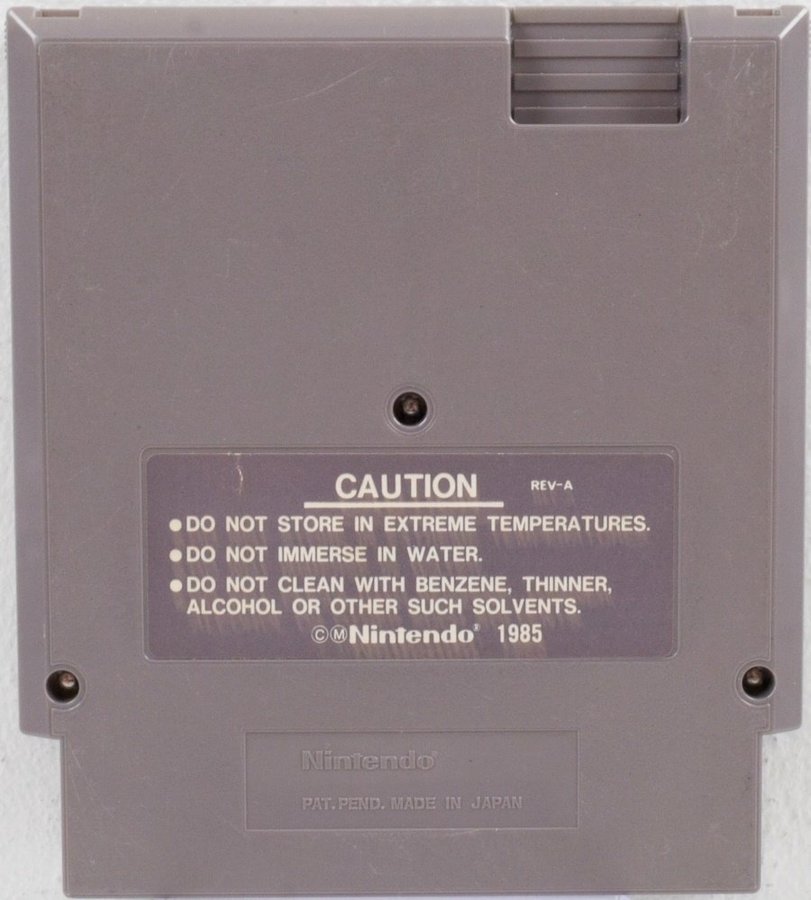 CAUTION REV-A
●DO NOT STORE IN EXTREME TEMPERATURES.
●DO NOT IMMERSE IN WATER.
●DO NOT CLEAN WITH BENZENE, THINNER,
ALCOHOL OR OTHER SUCH SOLVENTS.
©ⓂNintendo® 1985
Nintendo®
PAT. PEND. MADE IN JAPAN